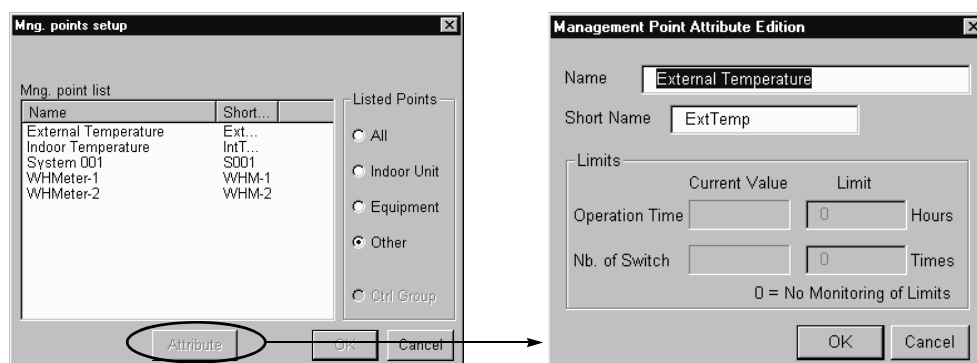 Mng. points setup
Mng. point list
Name Short...
External Temperature Ext...
Indoor Temperature IntT...
System 001 S001
WHMeter-1 WHM-1
WHMeter-2 WHM-2
Listed Points
All
Indoor Unit
Equipment
Other
Ctrl Group
Attribute OK Cancel
Management Point Attribute Edition
Name External Temperature
Short Name ExtTemp
Limits
Current Value Limit
Operation Time 0 Hours
Nb. of Switch 0 Times
0 = No Monitoring of Limits
OK Cancel